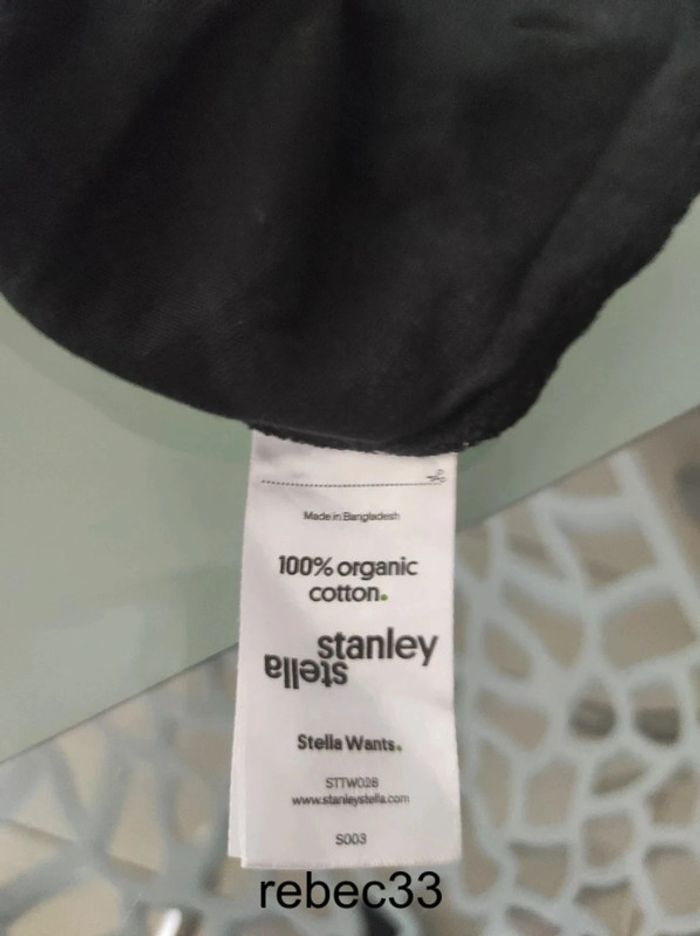 Made in Bangladesh
100% organic
cotton.
stanley
stella
Stella Wants.
STTW028
www.stanleystella.com
S003
rebec33